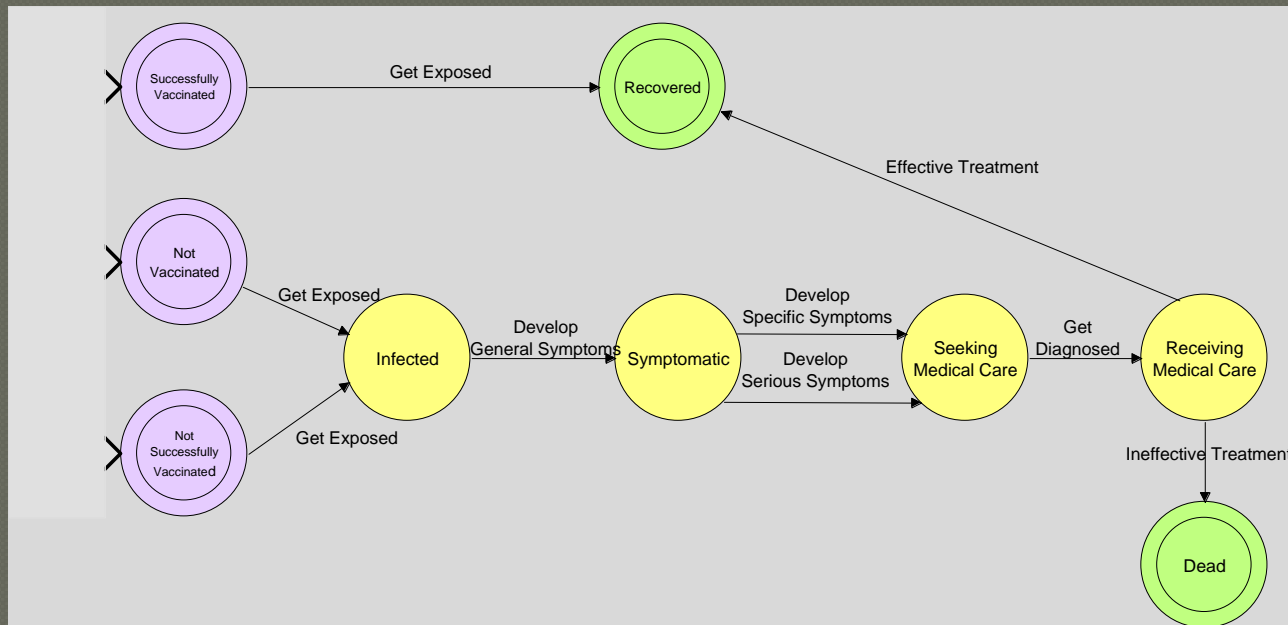 Successfully
Vaccinated
Get Exposed
Recovered
Effective Treatment
Not
Vaccinated
Get Exposed
Infected
Develop
General Symptoms
Symptomatic
Develop
Specific Symptoms
Develop
Serious Symptoms
Seeking
Medical Care
Get
Diagnosed
Receiving
Medical Care
Not
Successfully
Vaccinated
Get Exposed
Ineffective Treatment
Dead